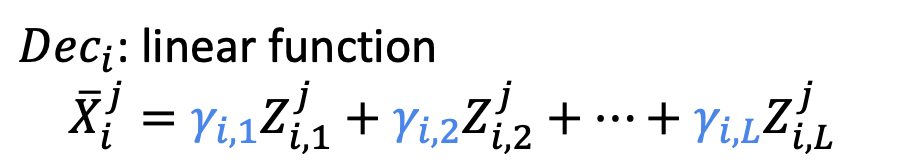 Dec_i: linear function
X̄_i^j = γ_{i,1}Z_{i,1}^j + γ_{i,2}Z_{i,2}^j + ⋯ + γ_{i,L}Z_{i,L}^j